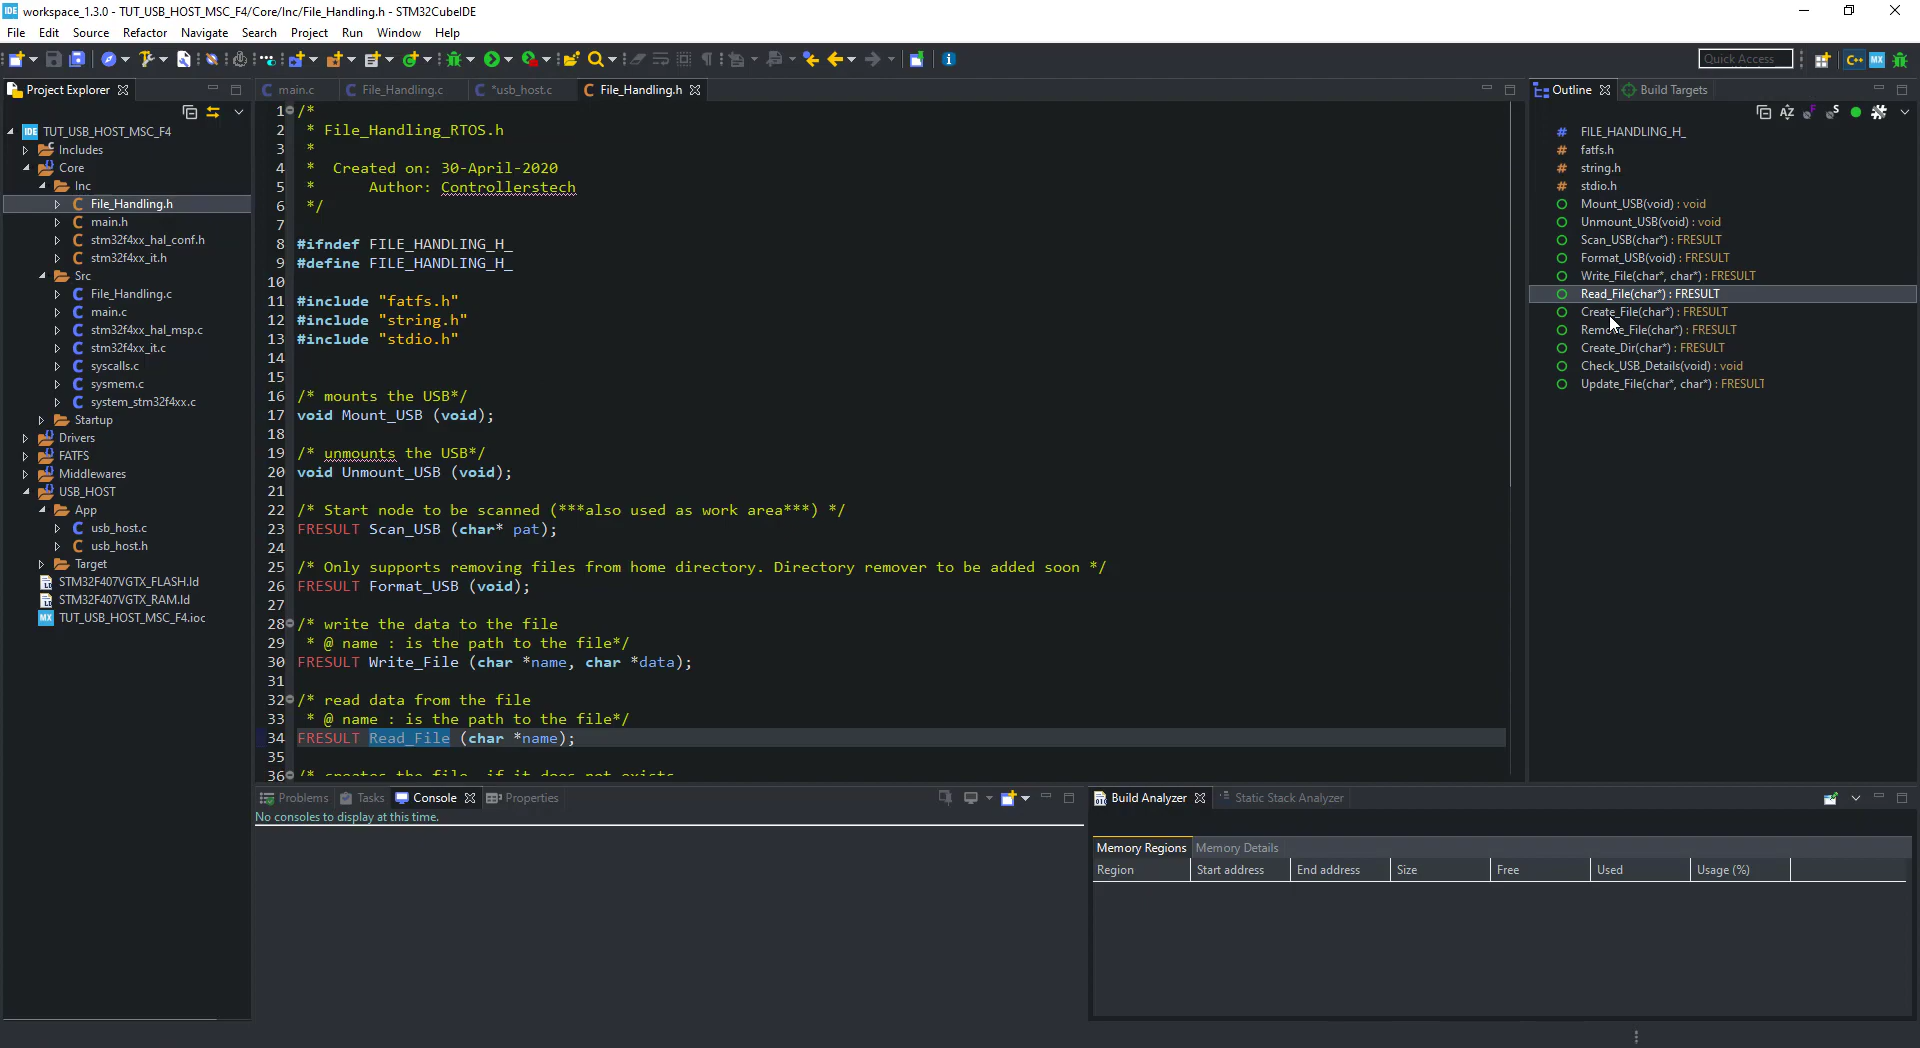 workspace_1.3.0 - TUT_USB_HOST_MSC_F4/Core/Inc/File_Handling.h - STM32CubeIDE
File Edit Source Refactor Navigate Search Project Run Window Help
Quick Access
Project Explorer
TUT_USB_HOST_MSC_F4
Includes
Core
Inc
File_Handling.h
main.h
stm32f4xx_hal_conf.h
stm32f4xx_it.h
Src
File_Handling.c
main.c
stm32f4xx_hal_msp.c
stm32f4xx_it.c
syscalls.c
sysmem.c
system_stm32f4xx.c
Startup
Drivers
FATFS
Middlewares
USB_HOST
App
usb_host.c
usb_host.h
Target
STM32F407VGTX_FLASH.ld
STM32F407VGTX_RAM.ld
TUT_USB_HOST_MSC_F4.ioc
main.c File_Handling.c *usb_host.c File_Handling.h
1 /*
2 * File_Handling_RTOS.h
3 *
4 * Created on: 30-April-2020
5 * Author: Controllerstech
6 */
7
8 #ifndef FILE_HANDLING_H_
9 #define FILE_HANDLING_H_
10
11 #include "fatfs.h"
12 #include "string.h"
13 #include "stdio.h"
14
15
16 /* mounts the USB*/
17 void Mount_USB (void);
18
19 /* unmounts the USB*/
20 void Unmount_USB (void);
21
22 /* Start node to be scanned (***also used as work area***) */
23 FRESULT Scan_USB (char* pat);
24
25 /* Only supports removing files from home directory. Directory remover to be added soon */
26 FRESULT Format_USB (void);
27
28 /* write the data to the file
29 * @ name : is the path to the file*/
30 FRESULT Write_File (char *name, char *data);
31
32 /* read data from the file
33 * @ name : is the path to the file*/
34 FRESULT Read_File (char *name);
35
36 /* creates the file, if it does not exists
Outline Build Targets
FILE_HANDLING_H_
fatfs.h
string.h
stdio.h
Mount_USB(void) : void
Unmount_USB(void) : void
Scan_USB(char*) : FRESULT
Format_USB(void) : FRESULT
Write_File(char*, char*) : FRESULT
Read_File(char*) : FRESULT
Create_File(char*) : FRESULT
Remove_File(char*) : FRESULT
Create_Dir(char*) : FRESULT
Check_USB_Details(void) : void
Update_File(char*, char*) : FRESULT
Problems Tasks Console Properties
No consoles to display at this time.
Build Analyzer Static Stack Analyzer
Memory Regions Memory Details
Region Start address End address Size Free Used Usage (%)